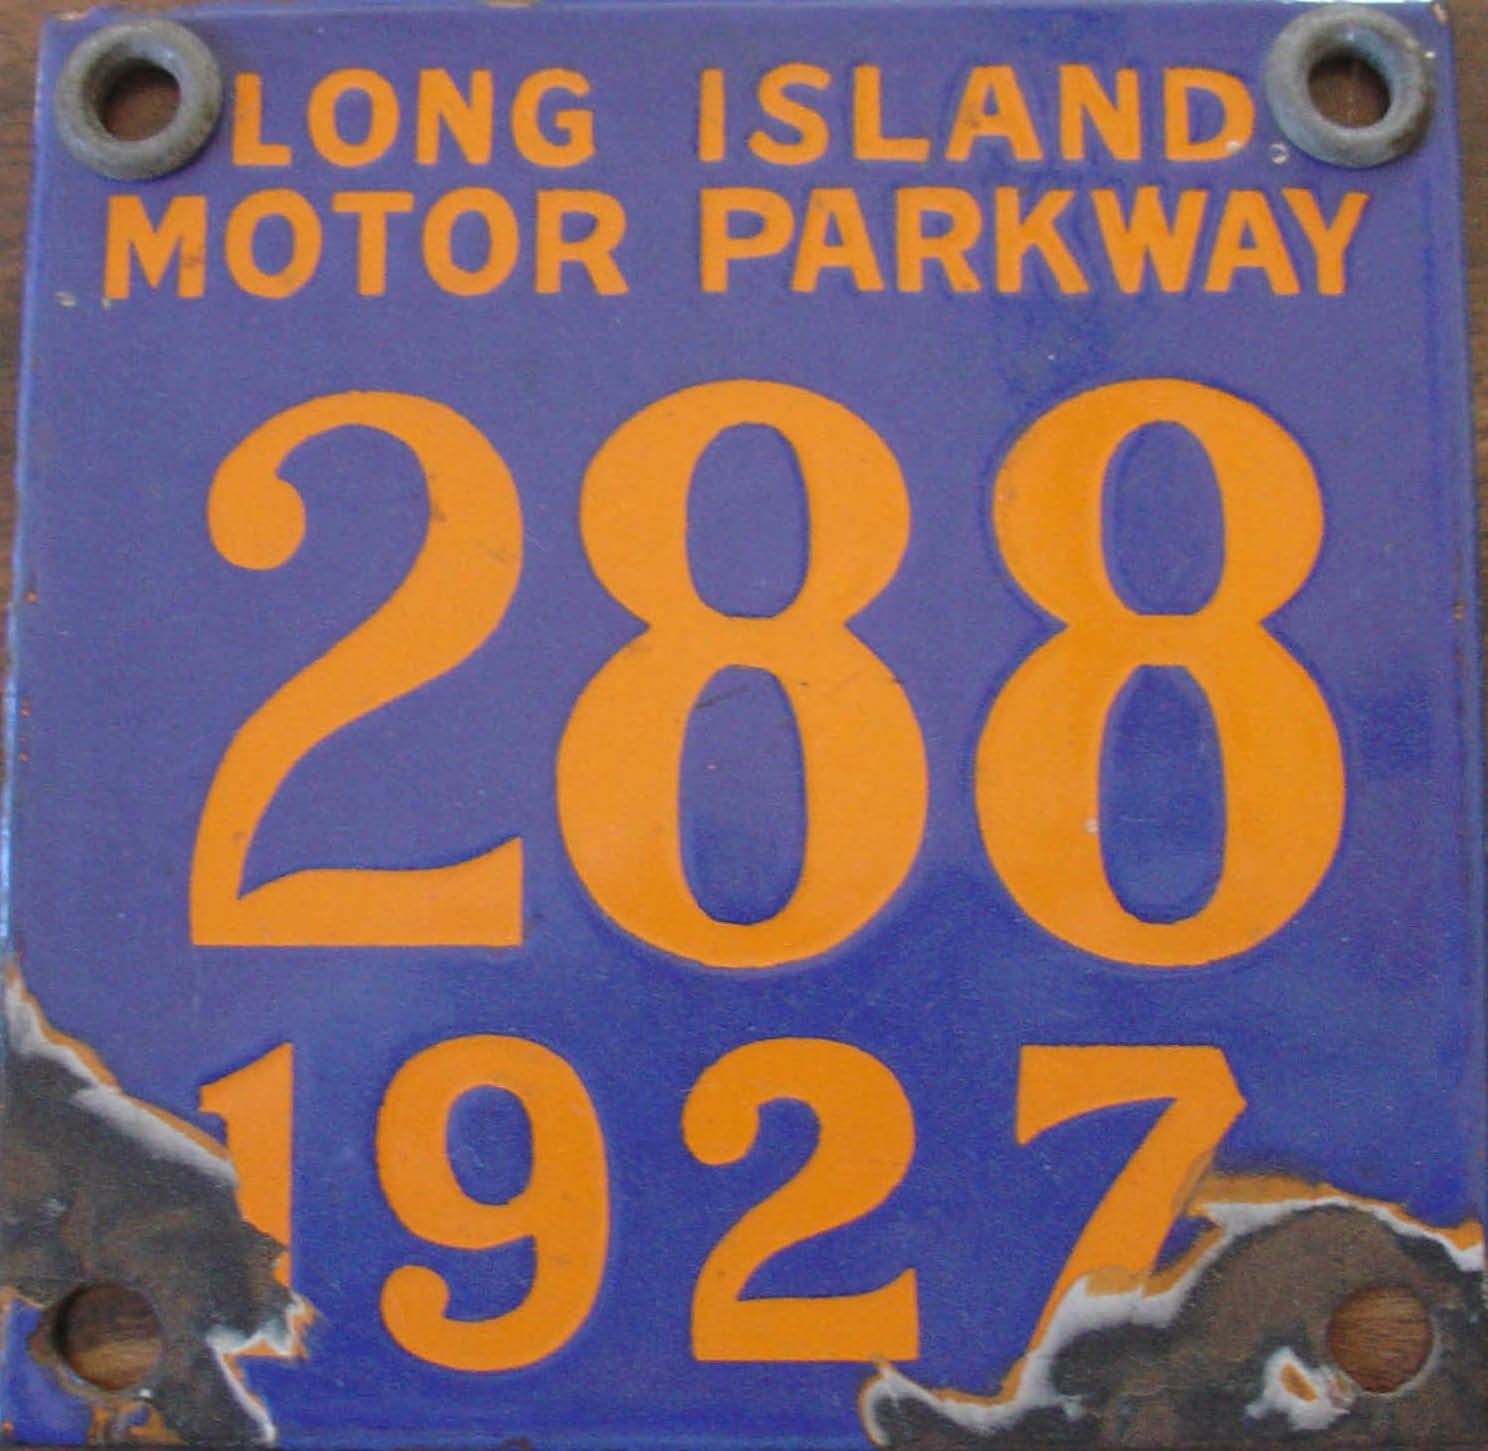 LONG ISLAND
MOTOR PARKWAY
288
1927